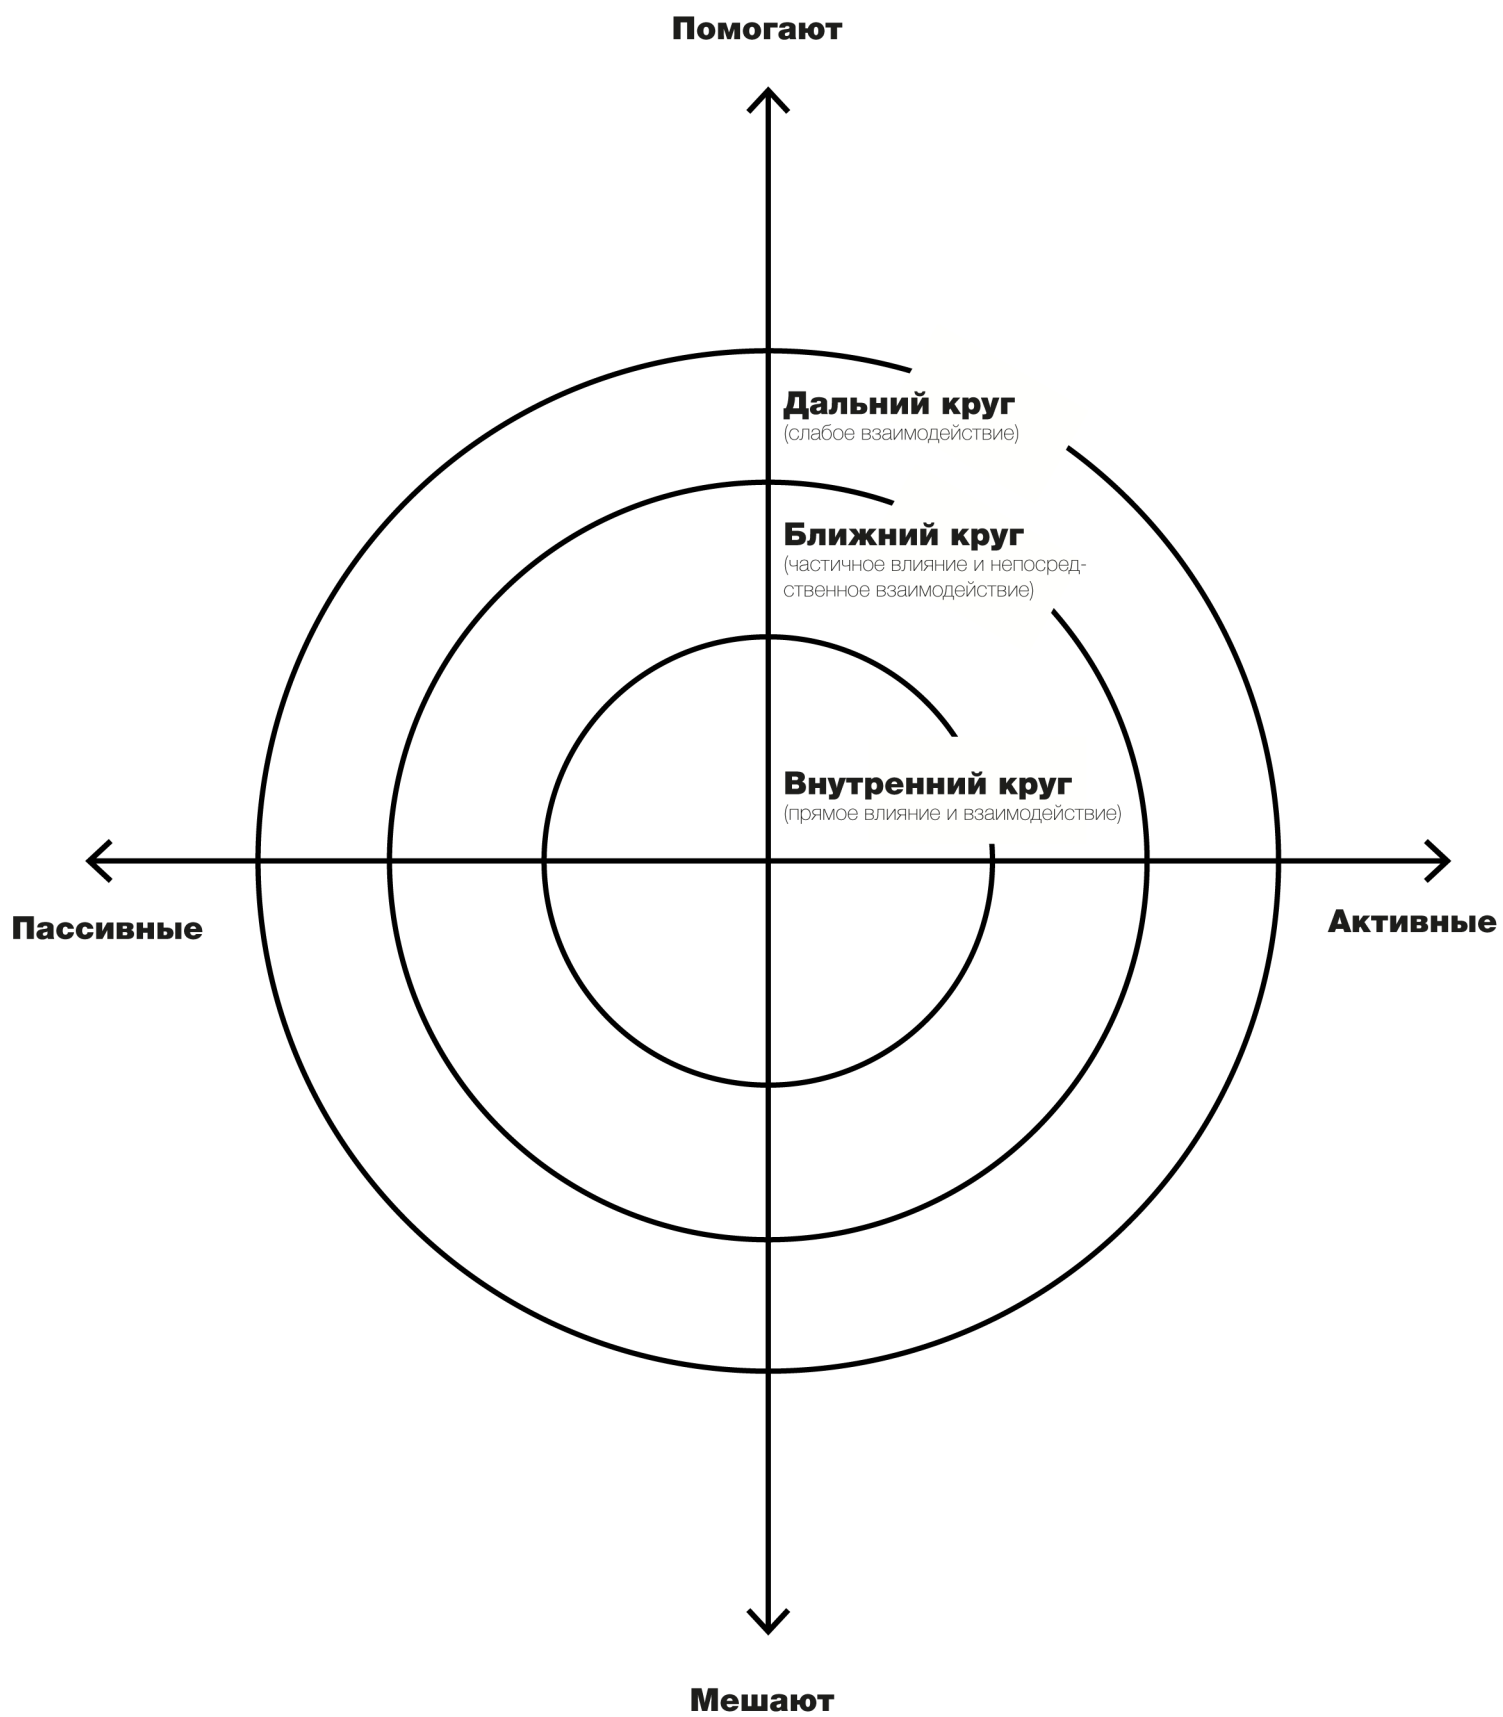 Помогают
Дальний круг
(слабое взаимодействие)
Ближний круг
(частичное влияние и непосред-
ственное взаимодействие)
Внутренний круг
(прямое влияние и взаимодействие)
Пассивные
Активные
Мешают